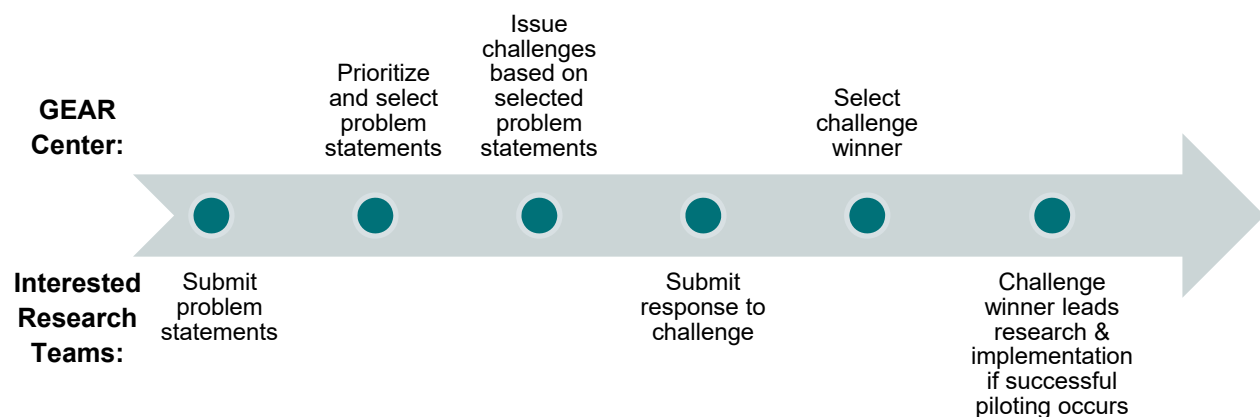 GEAR
Center:
Prioritize
and select
problem
statements
Issue
challenges
based on
selected
problem
statements
Select
challenge
winner
Interested
Research
Teams:
Submit
problem
statements
Submit
response to
challenge
Challenge
winner leads
research &
implementation
if successful
piloting occurs